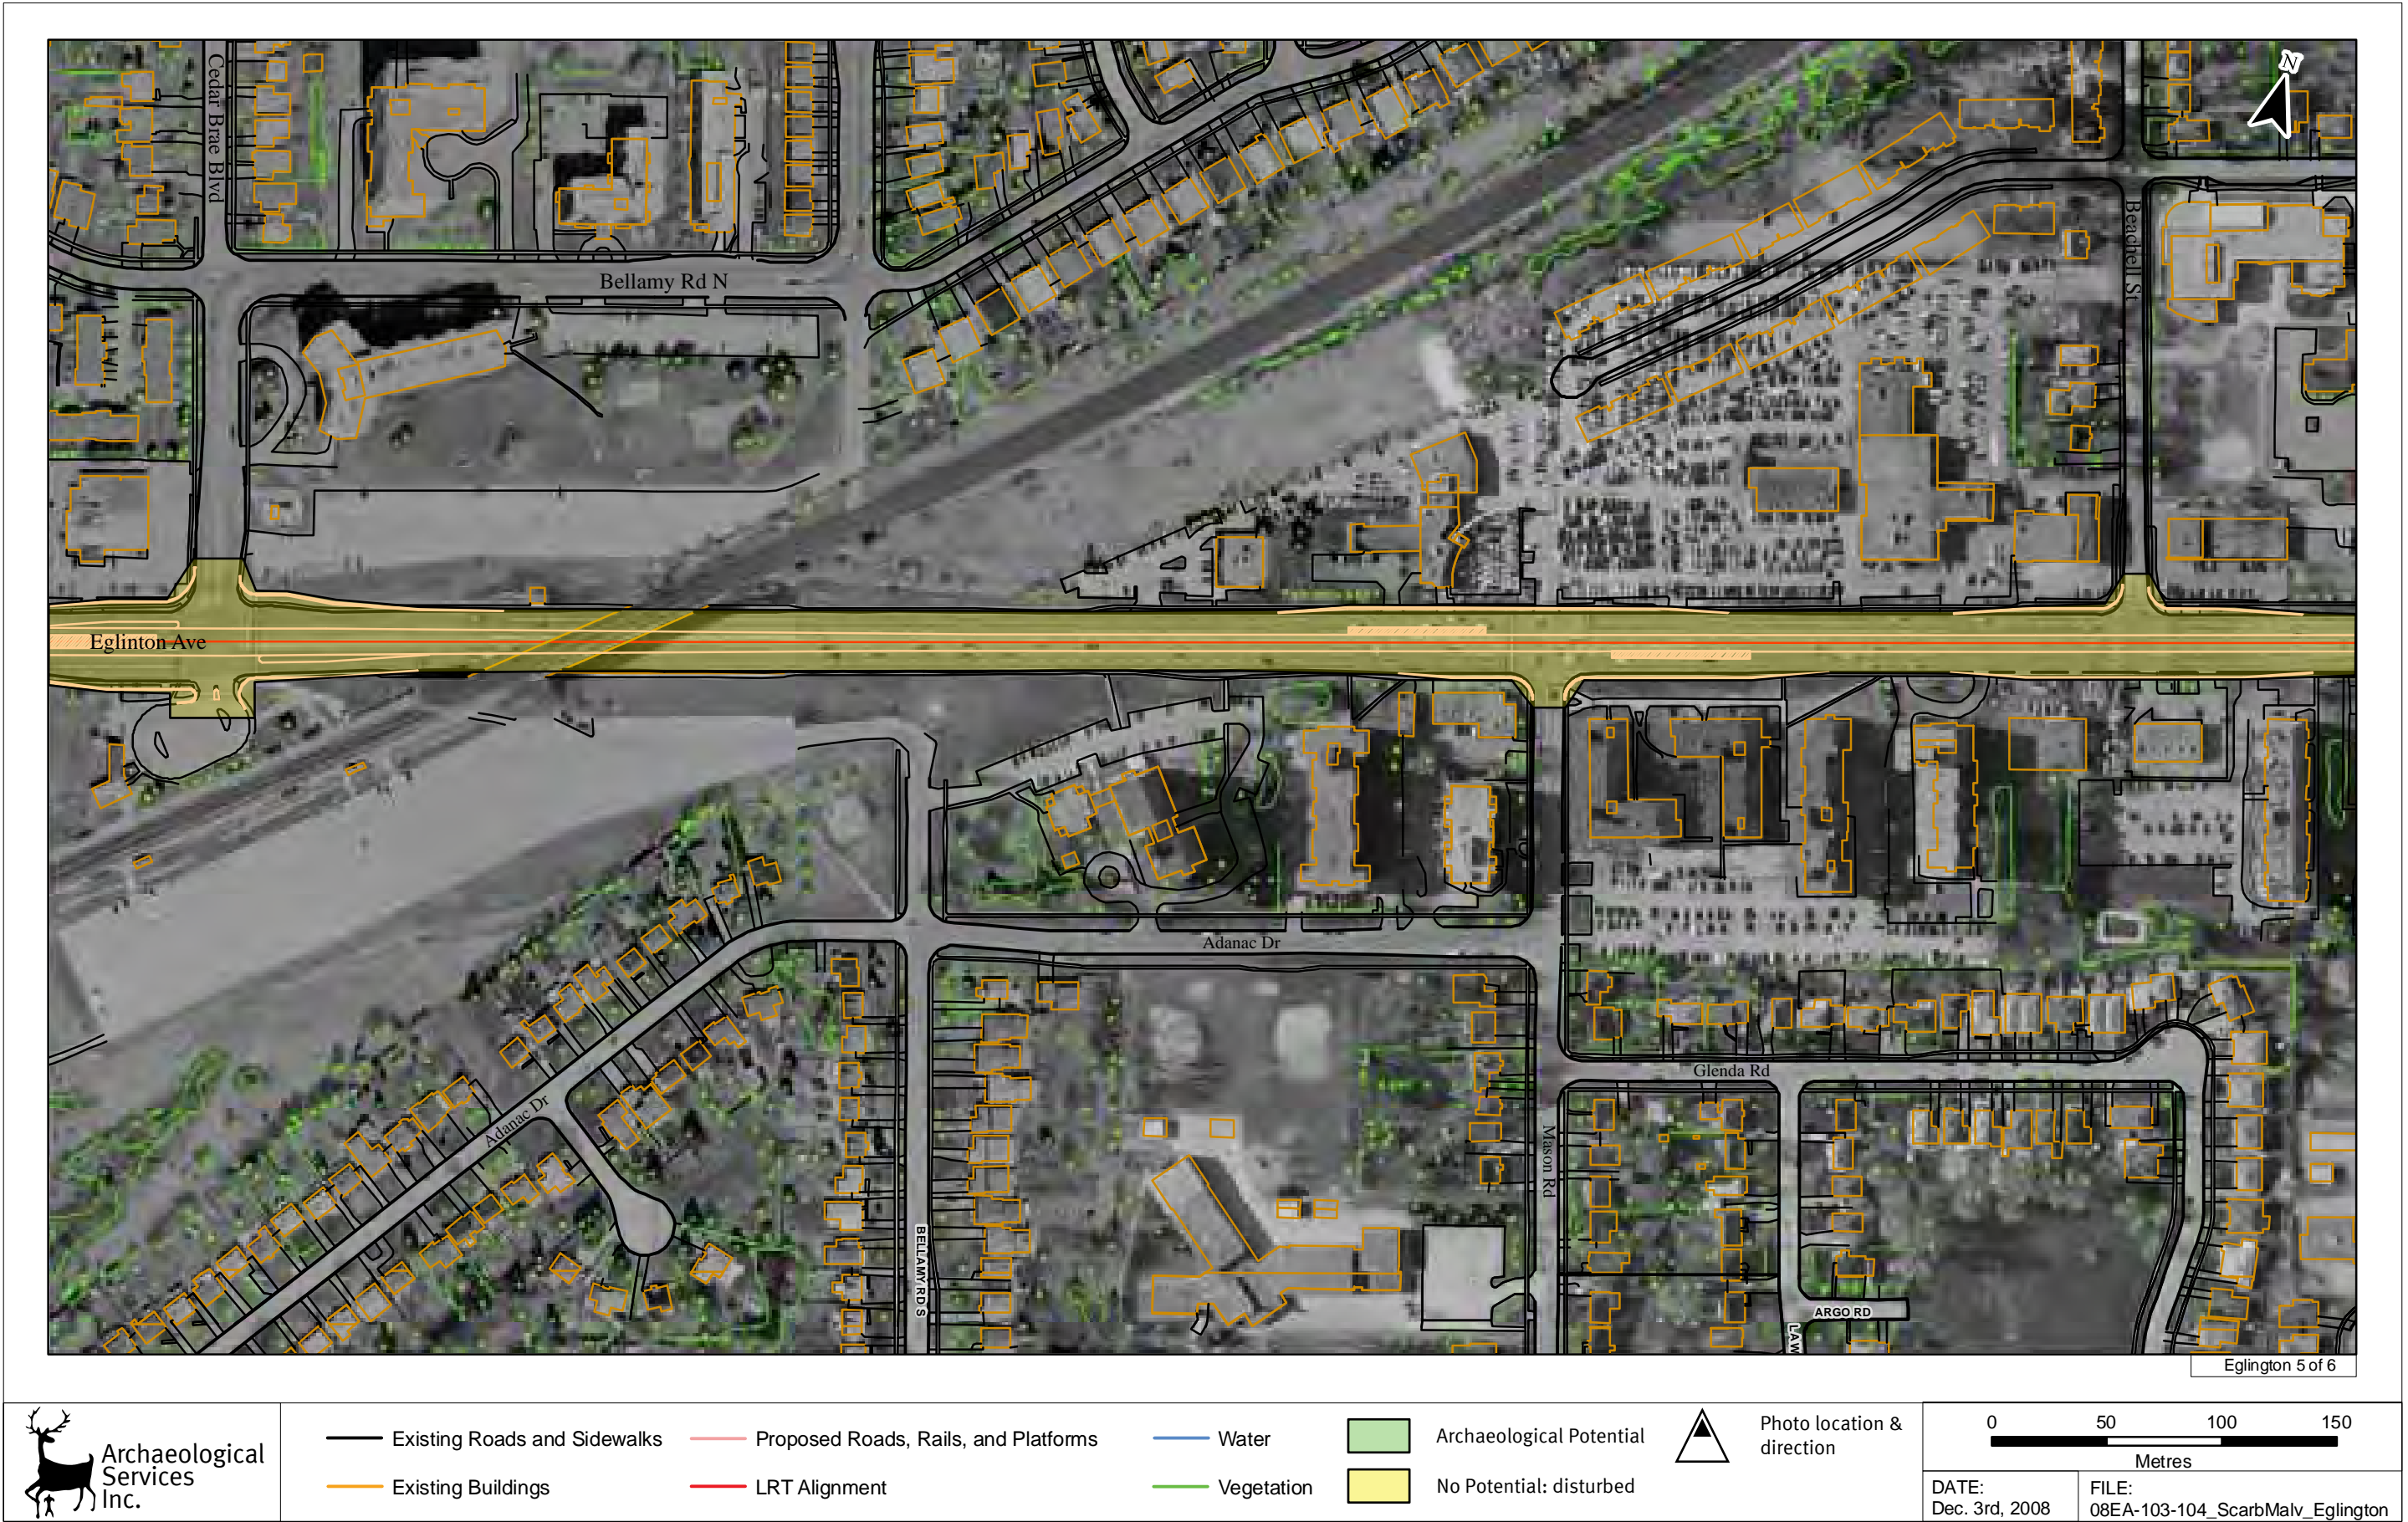 N
Cedar Brae Blvd
Bellamy Rd N
Beachell St
Eglinton Ave
Adanac Dr
Glenda Rd
Adanac Dr
Mason Rd
BELLAMY RD S
ARGO RD
LAW
Eglington 5 of 6
Archaeological
Services
Inc.
Existing Roads and Sidewalks
Existing Buildings
Proposed Roads, Rails, and Platforms
LRT Alignment
Water
Vegetation
Archaeological Potential
No Potential: disturbed
Photo location &
direction
0 50 100 150
Metres
DATE:
Dec. 3rd, 2008
FILE:
08EA-103-104_ScarbMalv_Eglington